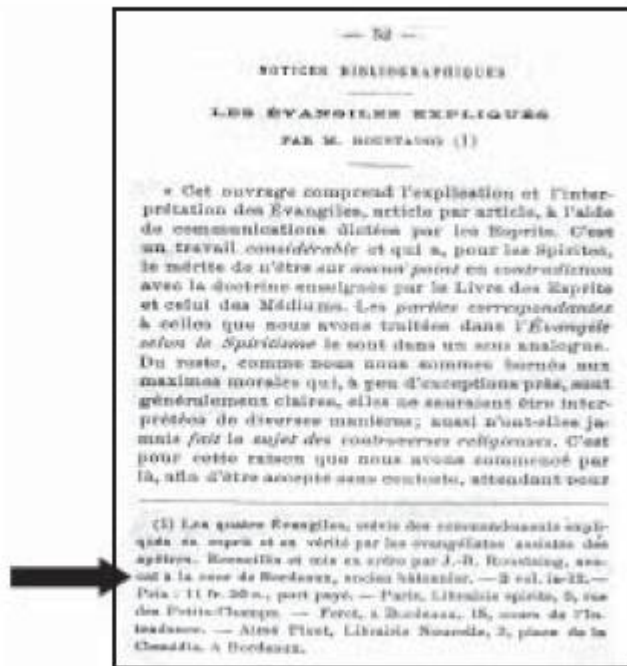 — 52 —
NOTICES BIBLIOGRAPHIQUES
LES ÉVANGILES EXPLIQUÉS
PAR M. ROUSTAING (1)
« Cet ouvrage comprend l'explication et l'inter-
prétation des Évangiles, article par article, à l'aide
de communications dictées par les Esprits. C'est
un travail considérable et qui a, pour les Spirites,
le mérite de n'être sur aucun point en contradiction
avec la doctrine enseignée par le Livre des Esprits
et celui des Médiums. Les parties correspondantes
à celles que nous avons traitées dans l'Évangile
selon le Spiritisme le sont dans un sens analogue.
Du reste, comme nous nous sommes bornés aux
maximes morales qui, à peu d'exceptions près, sont
généralement claires, elles ne sauraient être inter-
prétées de diverses manières; aussi n'ont-elles ja-
mais fait le sujet des controverses religieuses. C'est
pour cette raison que nous avons commencé par
là, afin d'être accepté sans conteste, attendant pour
(1) Les quatre Évangiles, suivis des commandements expli-
qués en esprit et en vérité par les évangélistes assistés des
apôtres. Recueillis et mis en ordre par J.-B. Roustaing, avo-
cat à la cour de Bordeaux, ancien bâtonnier. — 3 vol. in-12. —
Prix : 11 fr. port payé. — Paris, Librairie spirite,
rue des Petits-Champs. — Feret, à Bordeaux, 15, cours de l'In-
tendance. — Aimé Picot, Librairie Nouvelle, place de la
Comédie, à Bordeaux.